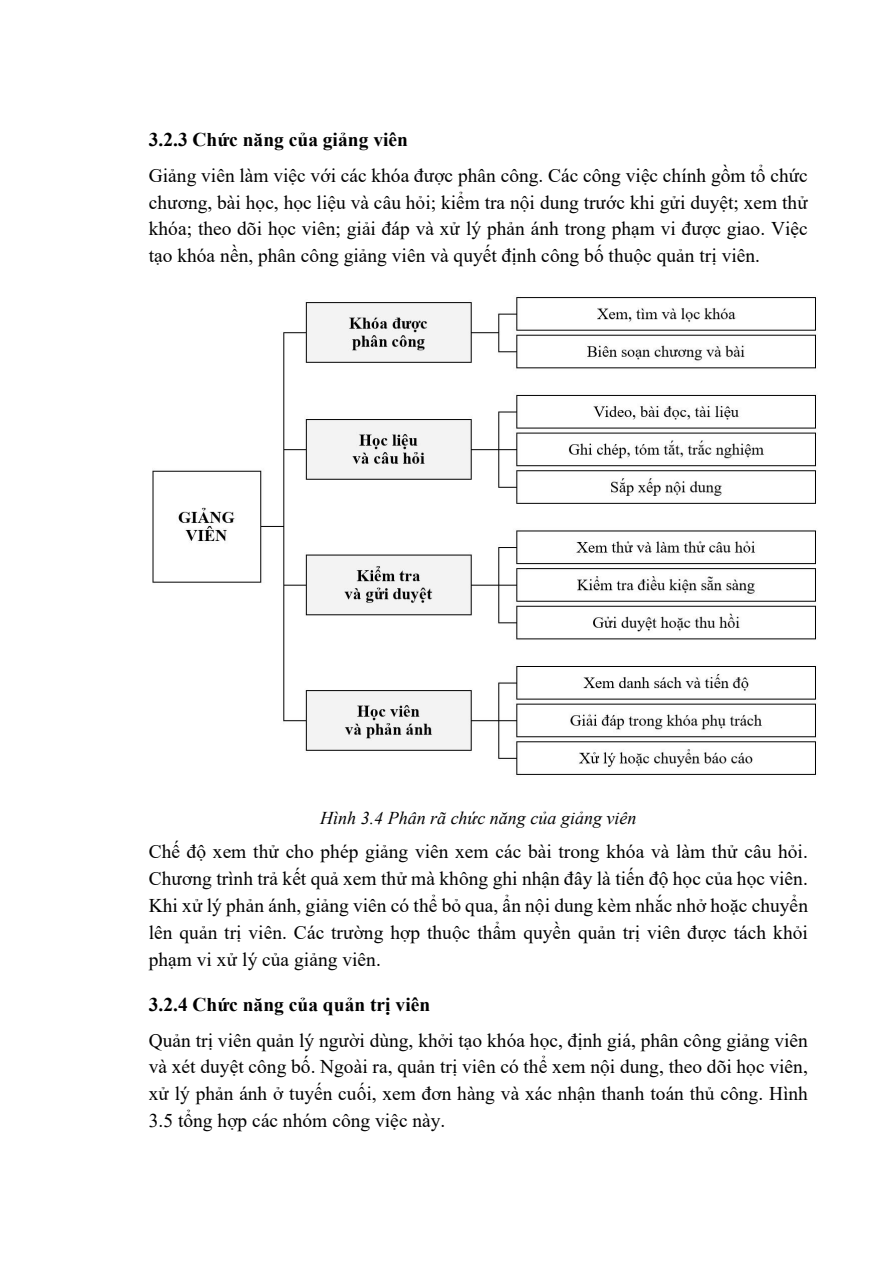 3.2.3 Chức năng của giảng viên
Giảng viên làm việc với các khóa được phân công. Các công việc chính gồm tổ chức
chương, bài học, học liệu và câu hỏi; kiểm tra nội dung trước khi gửi duyệt; xem thử
khóa; theo dõi học viên; giải đáp và xử lý phản ánh trong phạm vi được giao. Việc
tạo khóa nền, phân công giảng viên và quyết định công bố thuộc quản trị viên.
GIẢNG
VIÊN
Khóa được
phân công
Xem, tìm và lọc khóa
Biên soạn chương và bài
Học liệu
và câu hỏi
Video, bài đọc, tài liệu
Ghi chép, tóm tắt, trắc nghiệm
Sắp xếp nội dung
Kiểm tra
và gửi duyệt
Xem thử và làm thử câu hỏi
Kiểm tra điều kiện sẵn sàng
Gửi duyệt hoặc thu hồi
Học viên
và phản ánh
Xem danh sách và tiến độ
Giải đáp trong khóa phụ trách
Xử lý hoặc chuyển báo cáo
Hình 3.4 Phân rã chức năng của giảng viên
Chế độ xem thử cho phép giảng viên xem các bài trong khóa và làm thử câu hỏi.
Chương trình trả kết quả xem thử mà không ghi nhận đây là tiến độ học của học viên.
Khi xử lý phản ánh, giảng viên có thể bỏ qua, ẩn nội dung kèm nhắc nhở hoặc chuyển
lên quản trị viên. Các trường hợp thuộc thẩm quyền quản trị viên được tách khỏi
phạm vi xử lý của giảng viên.
3.2.4 Chức năng của quản trị viên
Quản trị viên quản lý người dùng, khởi tạo khóa học, định giá, phân công giảng viên
và xét duyệt công bố. Ngoài ra, quản trị viên có thể xem nội dung, theo dõi học viên,
xử lý phản ánh ở tuyến cuối, xem đơn hàng và xác nhận thanh toán thủ công. Hình
3.5 tổng hợp các nhóm công việc này.